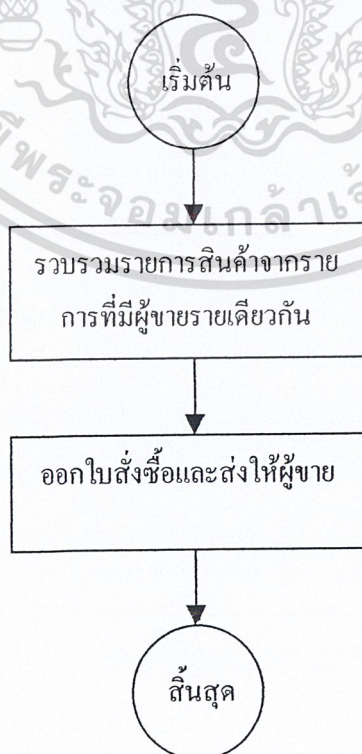 เริ่มต้น
รวบรวมรายการสินค้าจากราย
การที่มีผู้ขายรายเดียวกัน
ออกใบสั่งซื้อและส่งให้ผู้ขาย
สิ้นสุด